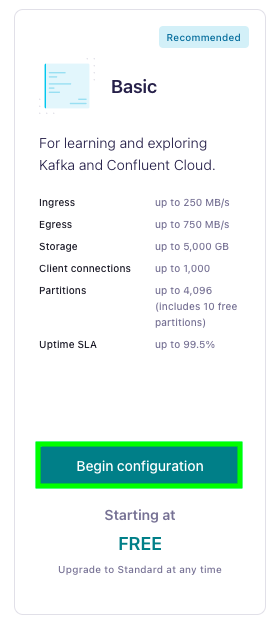 Recommended
Basic
For learning and exploring
Kafka and Confluent Cloud.
Ingress up to 250 MB/s
Egress up to 750 MB/s
Storage up to 5,000 GB
Client connections up to 1,000
Partitions up to 4,096
(includes 10 free
partitions)
Uptime SLA up to 99.5%
Begin configuration
Starting at
FREE
Upgrade to Standard at any time